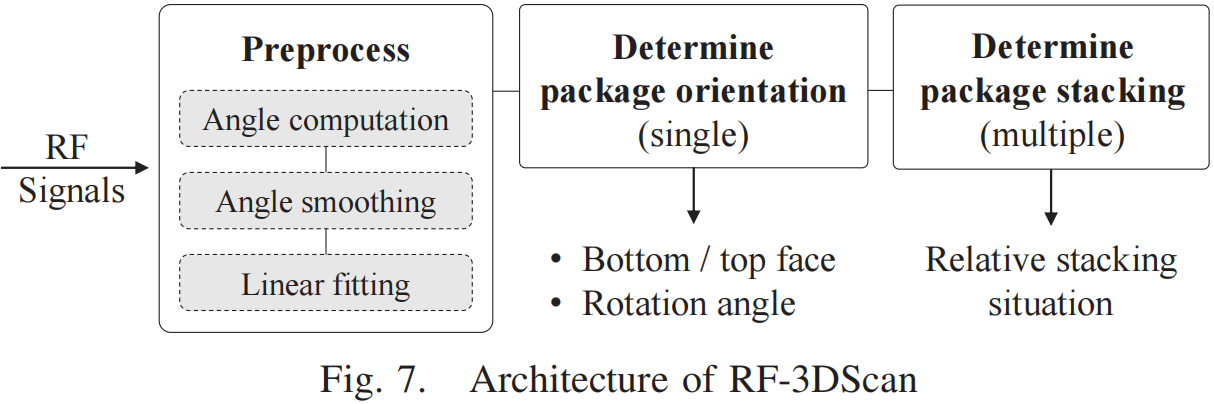 RF
Signals
Preprocess
Angle computation
Angle smoothing
Linear fitting
Determine
package orientation
(single)
• Bottom / top face
• Rotation angle
Determine
package stacking
(multiple)
Relative stacking
situation
Fig. 7. Architecture of RF-3DScan